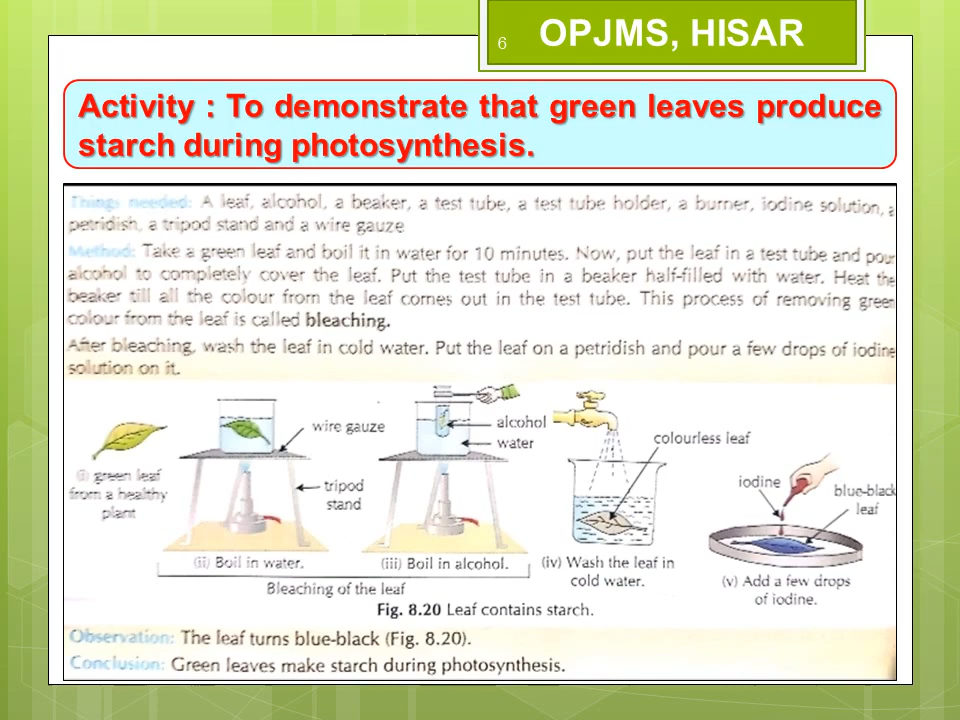 6
OPJMS, HISAR
Activity : To demonstrate that green leaves produce
starch during photosynthesis.
Things needed: A leaf, alcohol, a beaker, a test tube, a test tube holder, a burner, iodine solution, a
petridish, a tripod stand and a wire gauze
Method: Take a green leaf and boil it in water for 10 minutes. Now, put the leaf in a test tube and pour
alcohol to completely cover the leaf. Put the test tube in a beaker half-filled with water. Heat the
beaker till all the colour from the leaf comes out in the test tube. This process of removing green
colour from the leaf is called bleaching.
After bleaching, wash the leaf in cold water. Put the leaf on a petridish and pour a few drops of iodine
solution on it.
(i) green leaf
from a healthy
plant
wire gauze
tripod
stand
(ii) Boil in water.
alcohol
water
(iii) Boil in alcohol.
Bleaching of the leaf
colourless leaf
(iv) Wash the leaf in
cold water.
iodine
blue-black
leaf
(v) Add a few drops
of iodine.
Fig. 8.20 Leaf contains starch.
Observation: The leaf turns blue-black (Fig. 8.20).
Conclusion: Green leaves make starch during photosynthesis.